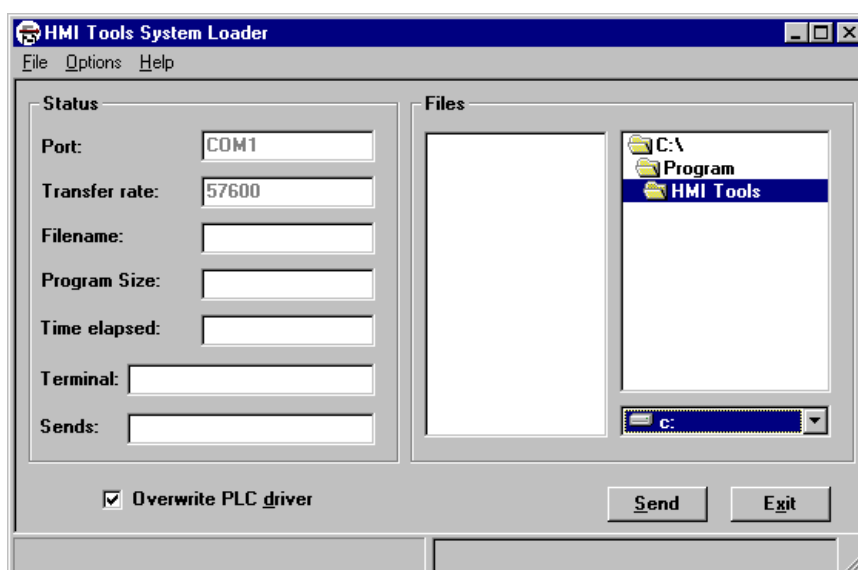 HMI Tools System Loader
File Options Help
Status
Port: COM1
Transfer rate: 57600
Filename:
Program Size:
Time elapsed:
Terminal:
Sends:
Files
C:\
Program
HMI Tools
c:
Overwrite PLC driver
Send Exit